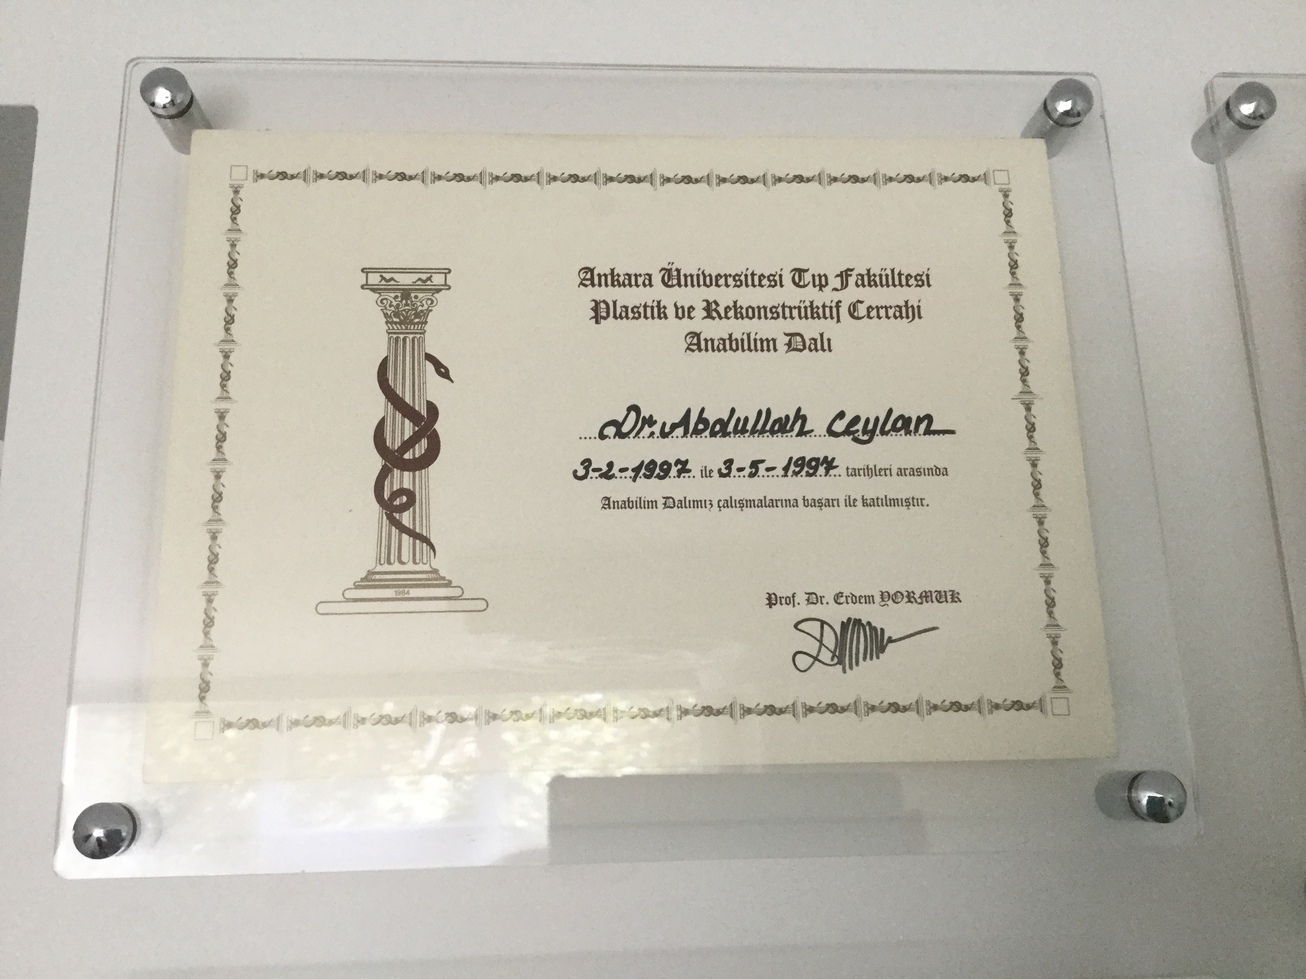 Ankara Üniversitesi Tıp Fakültesi
Plastik ve Rekonstrüktif Cerrahi
Anabilim Dalı
Dr. Abdullah Ceylan
3-2-1997 ile 3-5-1997 tarihleri arasında
Anabilim Dalımız çalışmalarına başarı ile katılmıştır.
Prof. Dr. Erdem YORMUK
1964